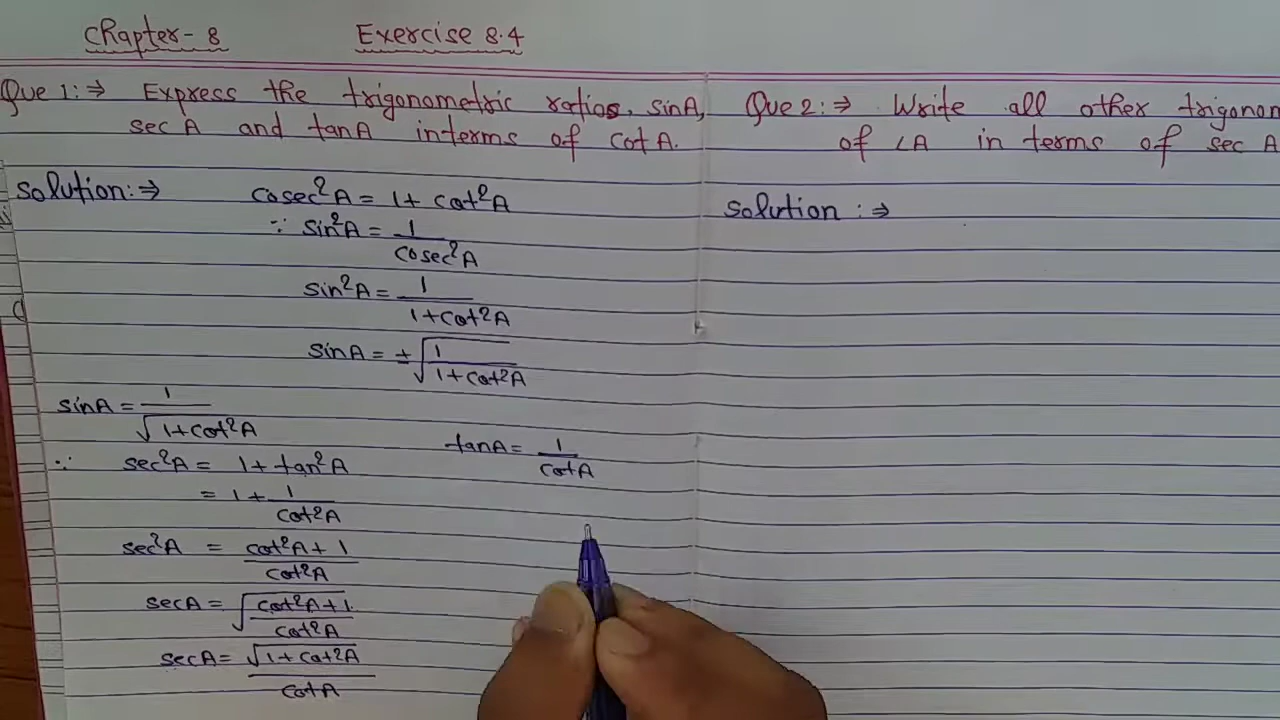 Chapter-8 Exercise 8.4
Que 1:⇒ Express the trigonometric ratios, sinA,
secA and tanA interms of cotA.
Solution:⇒ cosec²A = 1 + cot²A
∵ sin²A = 1/cosec²A
sin²A = 1/1+cot²A
sinA = ±√1/1+cot²A
sinA = 1/√1+cot²A
∵ sec²A = 1 + tan²A
= 1 + 1/cot²A
sec²A = cot²A + 1/cot²A
secA = √cot²A+1/cot²A
secA = √1+cot²A/cotA
tanA = 1/cotA
Que 2:⇒ Write all other trigon
of ∠A in terms of sec A
Solution :⇒